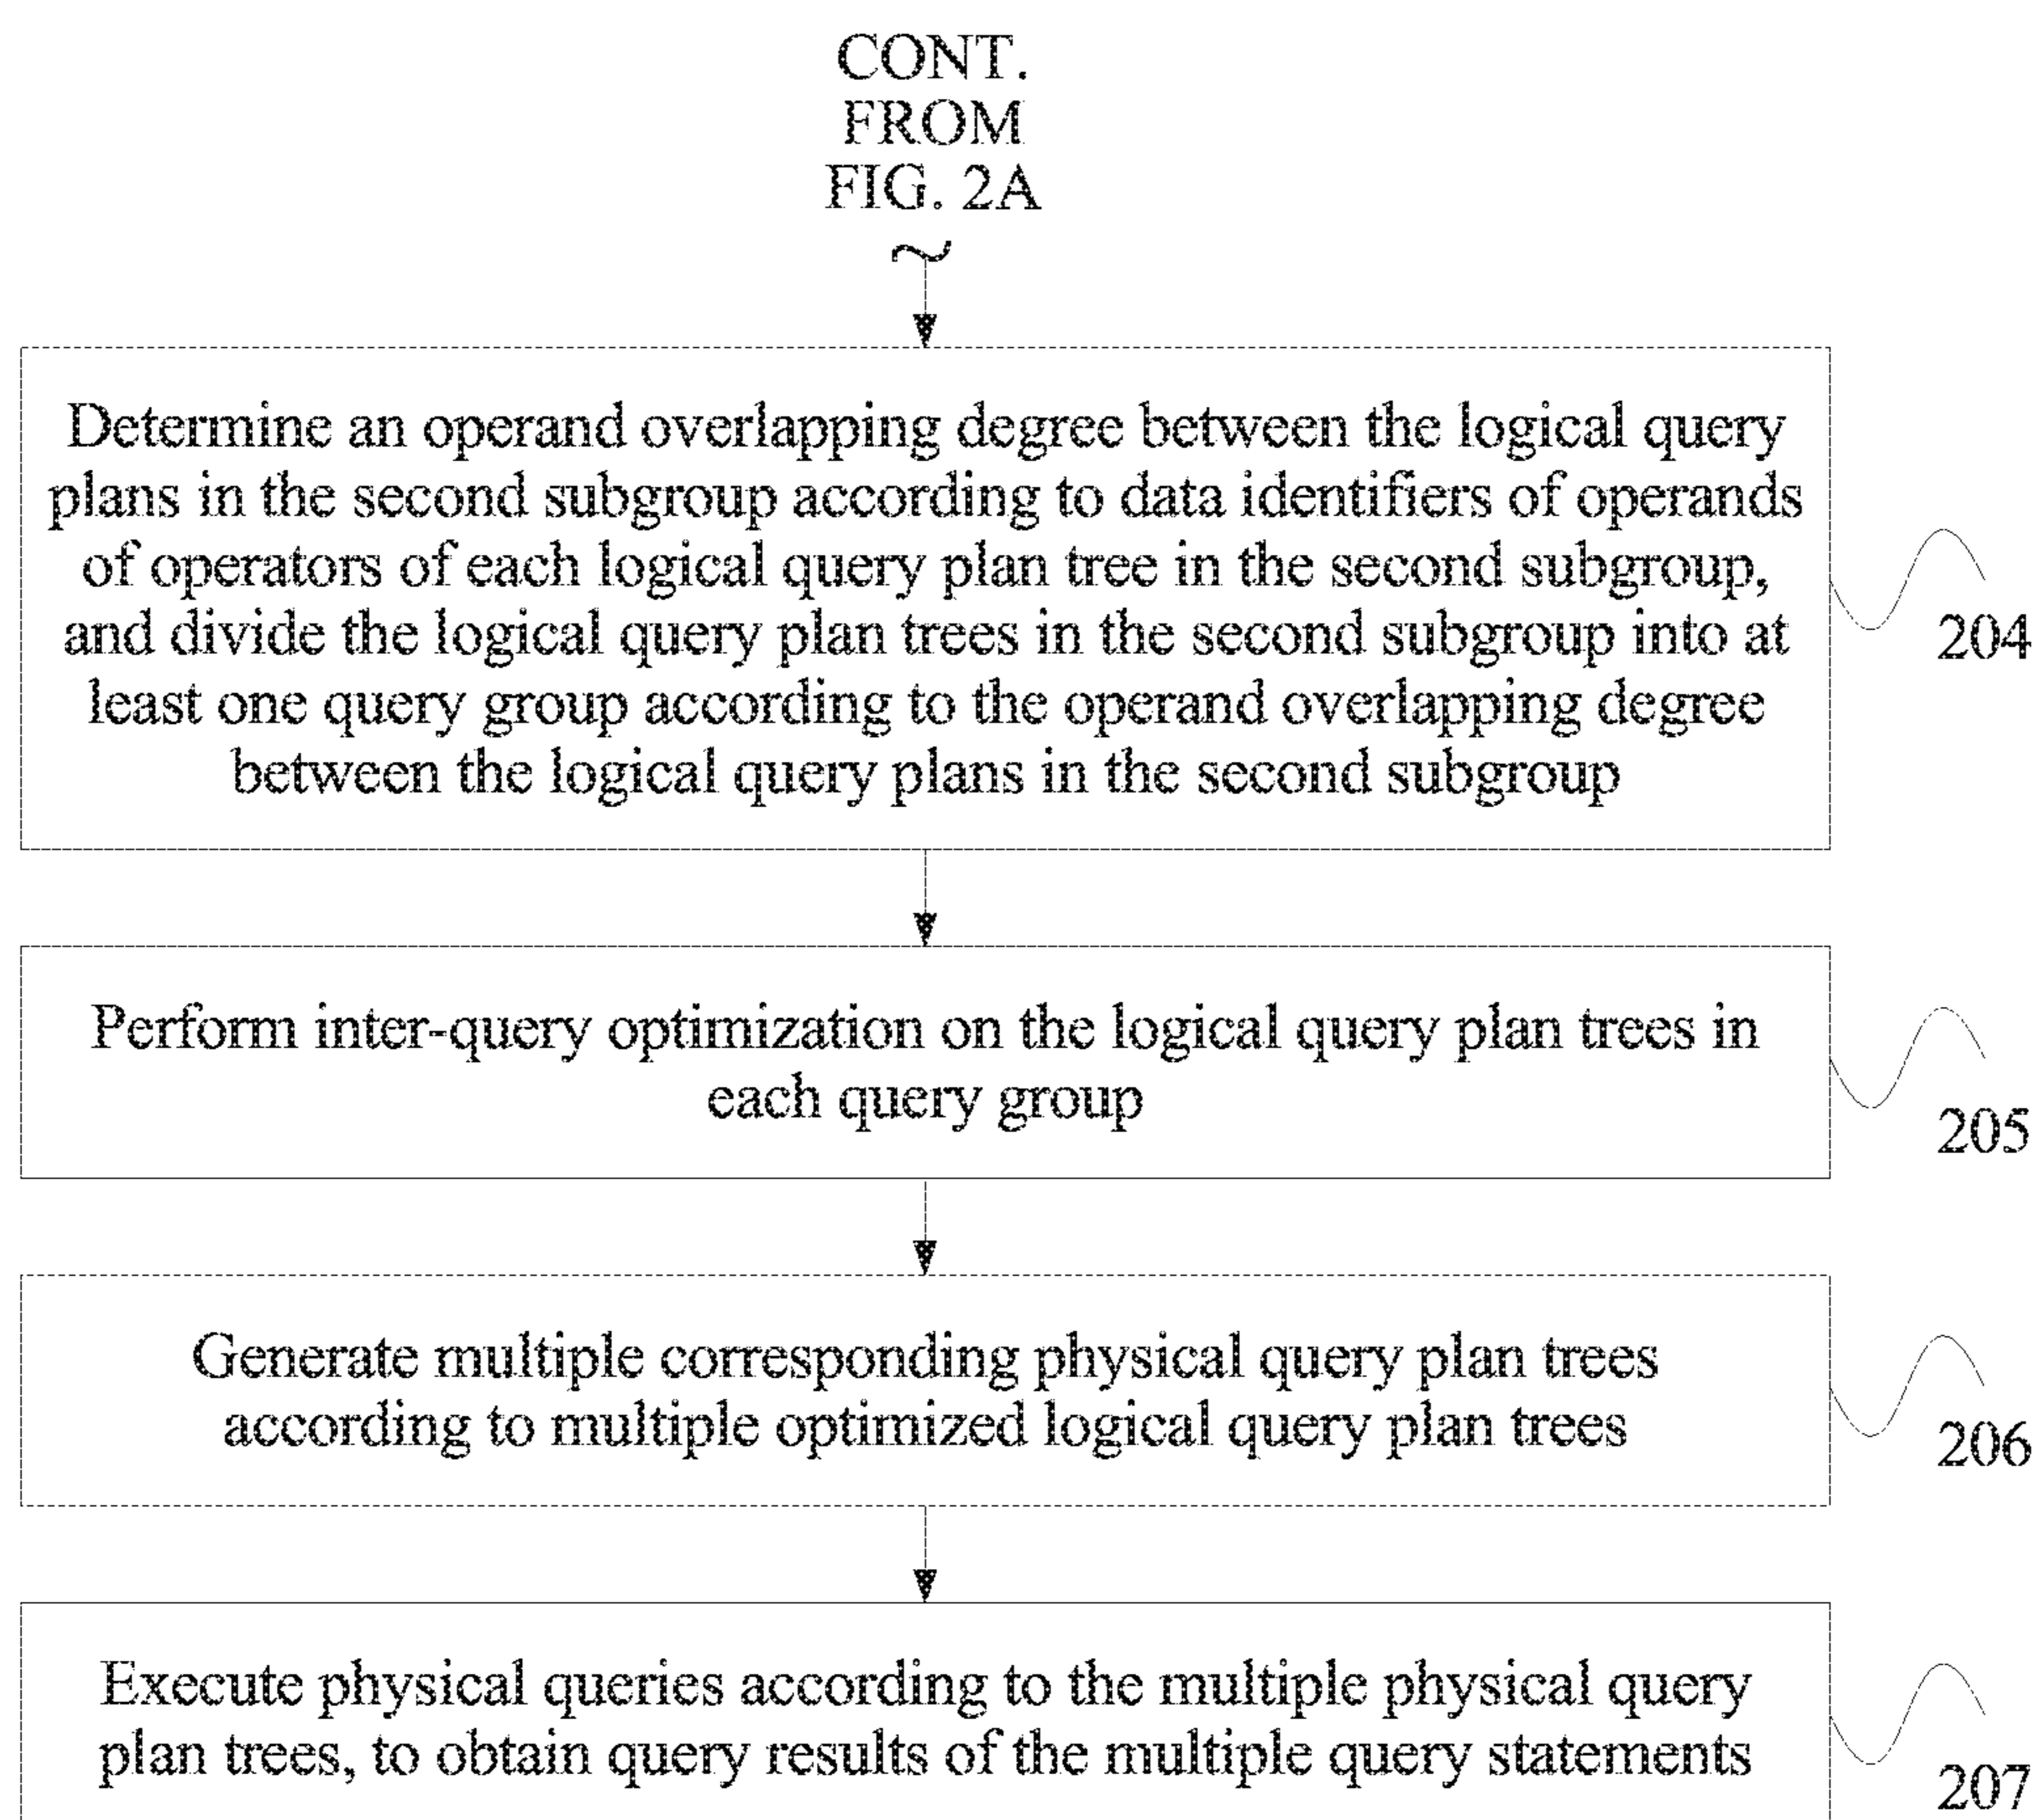 CONT.
FROM
FIG. 2A
Determine an operand overlapping degree between the logical query
plans in the second subgroup according to data identifiers of operands
of operators of each logical query plan tree in the second subgroup,
and divide the logical query plan trees in the second subgroup into at
least one query group according to the operand overlapping degree
between the logical query plans in the second subgroup
204
Perform inter-query optimization on the logical query plan trees in
each query group
205
Generate multiple corresponding physical query plan trees
according to multiple optimized logical query plan trees
206
Execute physical queries according to the multiple physical query
plan trees, to obtain query results of the multiple query statements
207